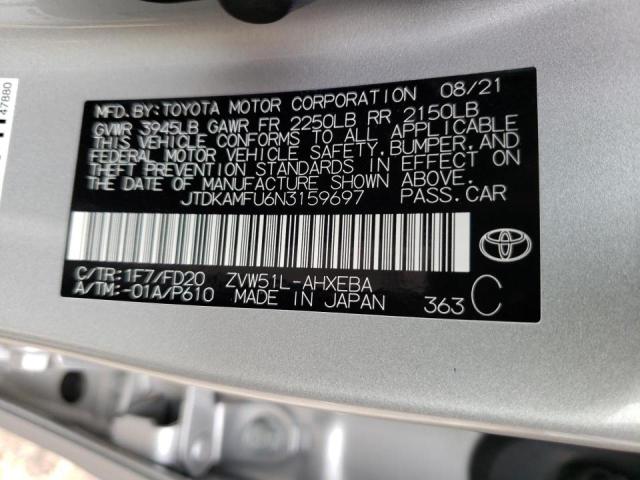 47880
MFD.BY:TOYOTA MOTOR CORPORATION 08/21
GVWR 3945LB GAWR FR 2250LB RR 2150LB
THIS VEHICLE CONFORMS TO ALL APPLICABLE
FEDERAL MOTOR VEHICLE SAFETY,BUMPER,AND
THEFT PREVENTION STANDARDS IN EFFECT ON
THE DATE OF MANUFACTURE SHOWN ABOVE.
JTDKAMFU6N3159697 PASS.CAR
C/TR:1F7/FD20 ZVW51L-AHXEBA
A/TM:-01A/P610 MADE IN JAPAN 363 C